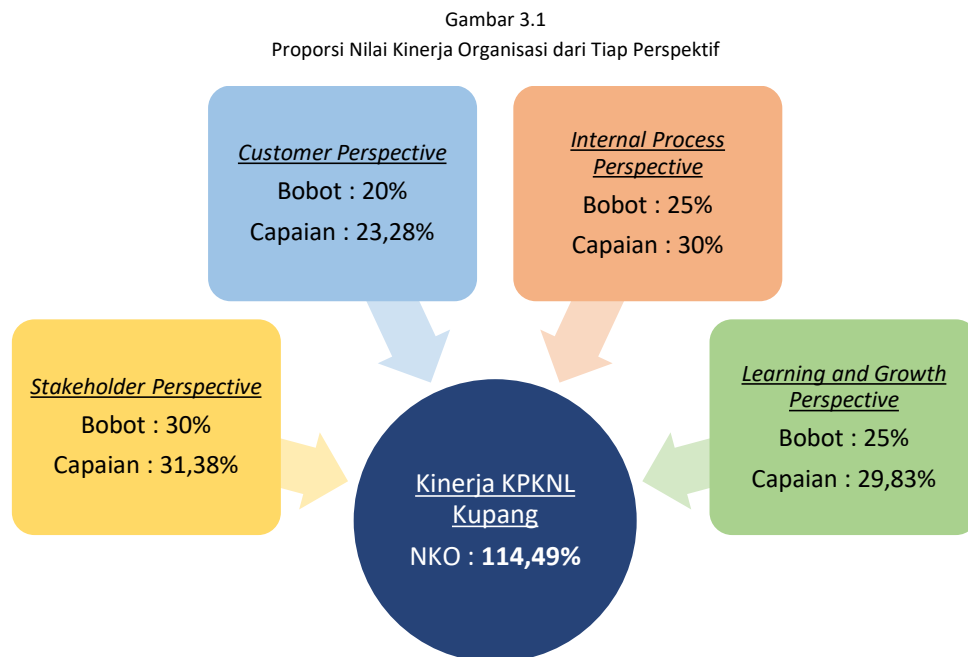 Gambar 3.1
Proporsi Nilai Kinerja Organisasi dari Tiap Perspektif
Customer Perspective
Bobot : 20%
Capaian : 23,28%
Internal Process
Perspective
Bobot : 25%
Capaian : 30%
Stakeholder Perspective
Bobot : 30%
Capaian : 31,38%
Learning and Growth
Perspective
Bobot : 25%
Capaian : 29,83%
Kinerja KPKNL
Kupang
NKO : 114,49%